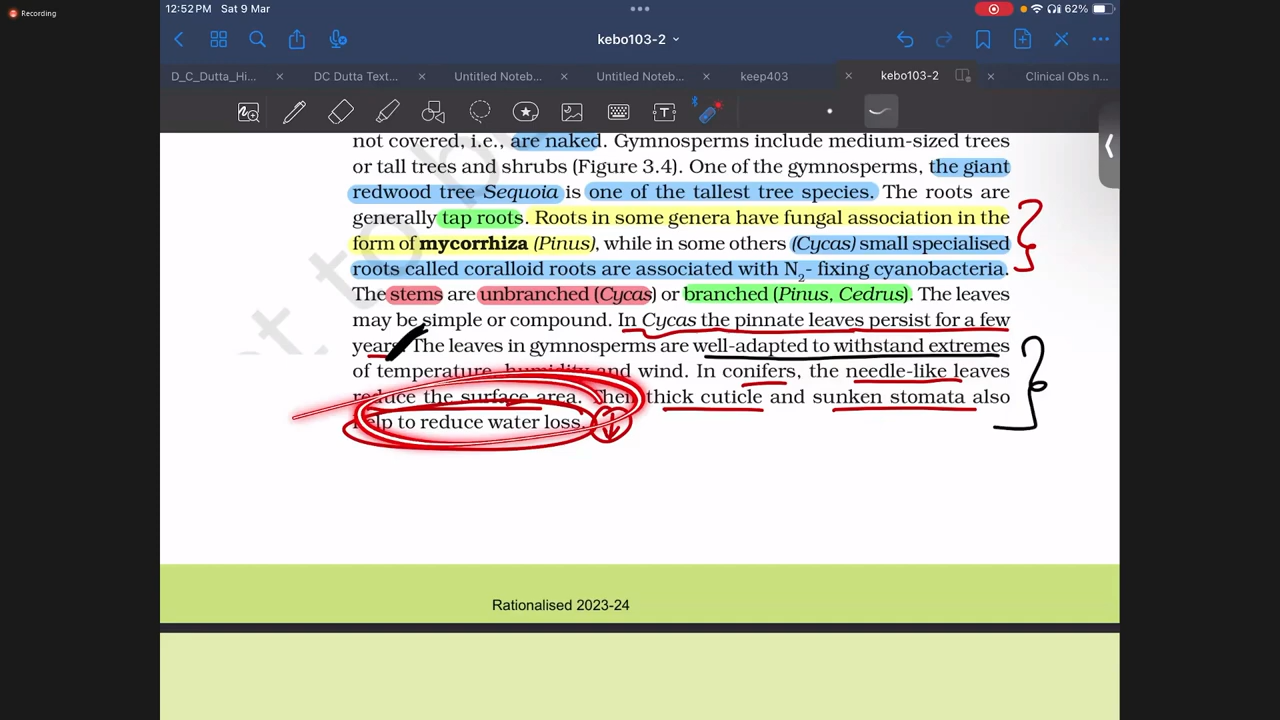 Recording
12:52 PM Sat 9 Mar
62%
kebo103-2
D_C_Dutta_Hi...
DC Dutta Text...
Untitled Noteb...
Untitled Noteb...
keep403
kebo103-2
Clinical Obs n...
not covered, i.e., are naked. Gymnosperms include medium-sized trees
or tall trees and shrubs (Figure 3.4). One of the gymnosperms, the giant
redwood tree Sequoia is one of the tallest tree species. The roots are
generally tap roots. Roots in some genera have fungal association in the
form of mycorrhiza (Pinus), while in some others (Cycas) small specialised
roots called coralloid roots are associated with N2- fixing cyanobacteria.
The stems are unbranched (Cycas) or branched (Pinus, Cedrus). The leaves
may be simple or compound. In Cycas the pinnate leaves persist for a few
years. The leaves in gymnosperms are well-adapted to withstand extremes
of temperature, humidity and wind. In conifers, the needle-like leaves
reduce the surface area. Their thick cuticle and sunken stomata also
help to reduce water loss.
Rationalised 2023-24